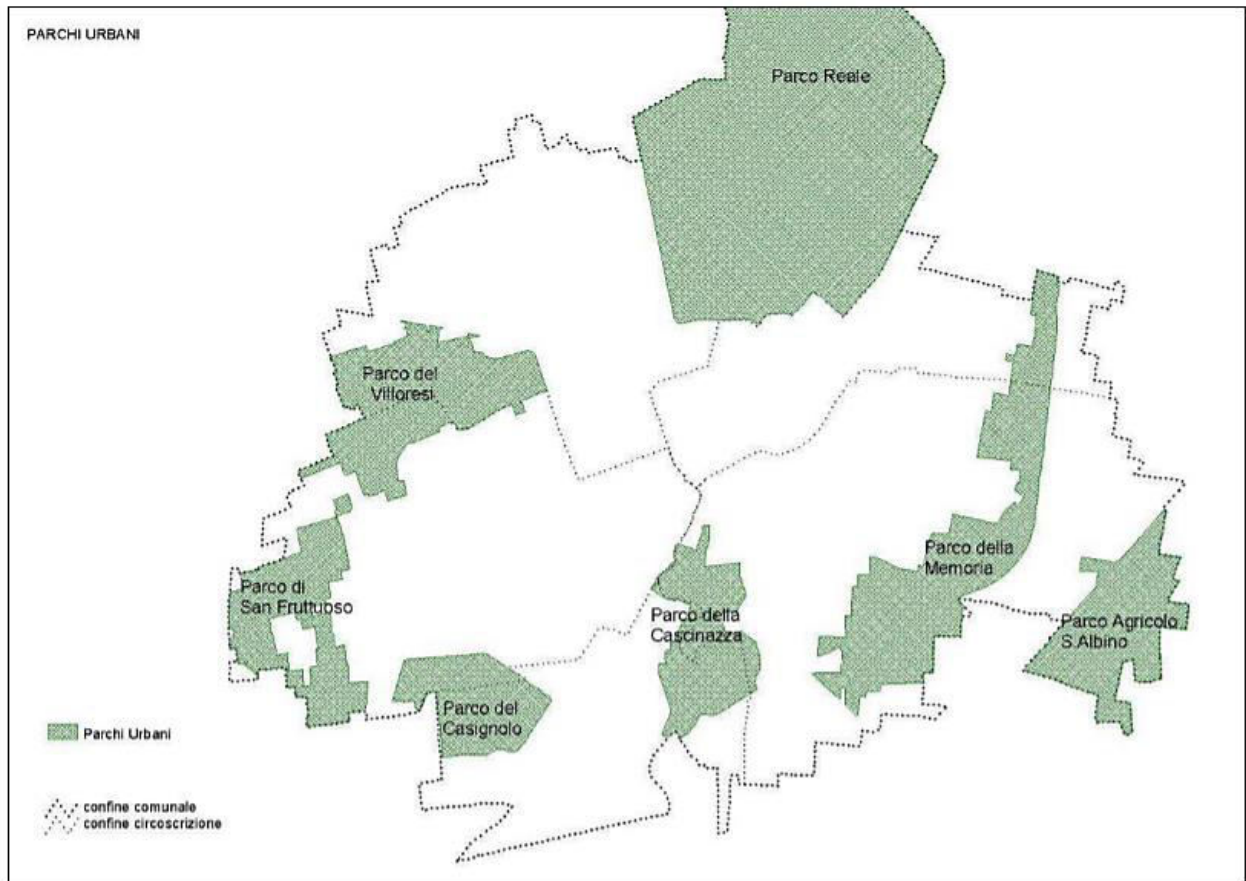 PARCHI URBANI
Parco Reale
Parco del
Villoresi
Parco di
San Fruttuoso
Parco della
Memoria
Parco della
Cascinazza
Parco Agricolo
S.Albino
Parco del
Casignolo
Parchi Urbani
confine comunale
confine circoscrizione